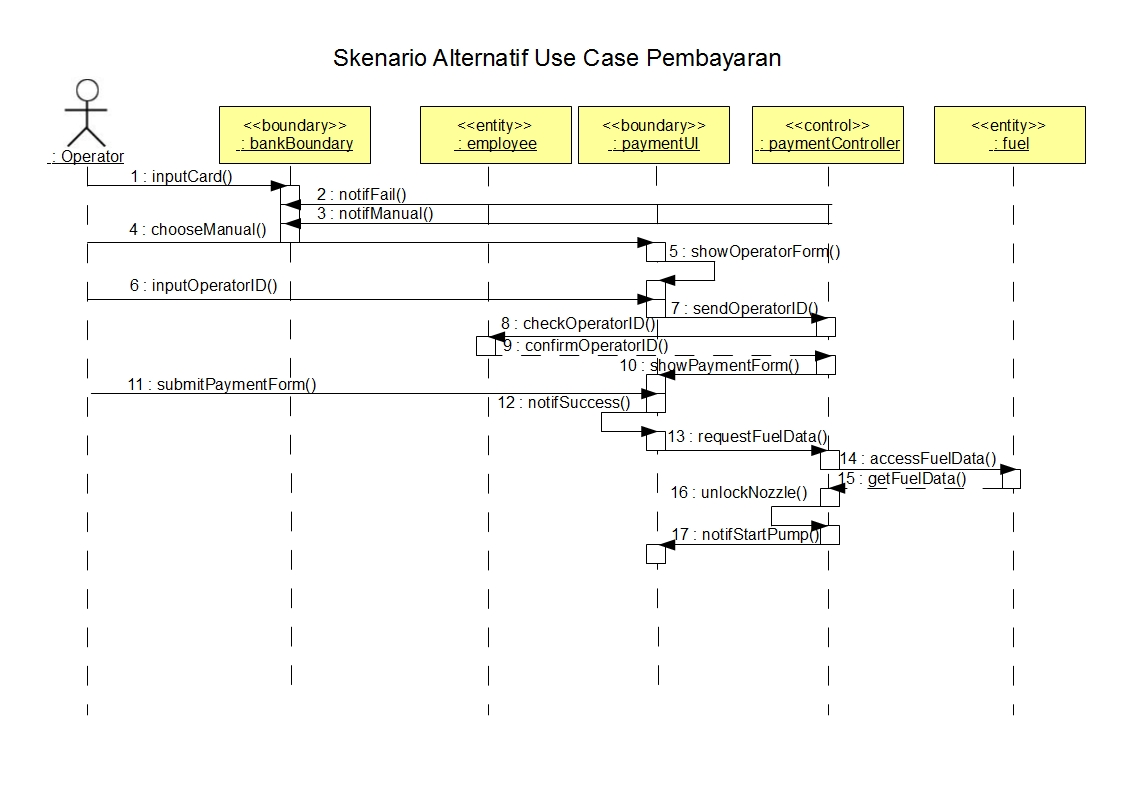 Skenario Alternatif Use Case Pembayaran
: Operator
<<boundary>>
: bankBoundary
<<entity>>
: employee
<<boundary>>
: paymentUI
<<control>>
: paymentController
<<entity>>
: fuel
1 : inputCard()
2 : notifFail()
3 : notifManual()
4 : chooseManual()
5 : showOperatorForm()
6 : inputOperatorID()
7 : sendOperatorID()
8 : checkOperatorID()
9 : confirmOperatorID()
10 : showPaymentForm()
11 : submitPaymentForm()
12 : notifSuccess()
13 : requestFuelData()
14 : accessFuelData()
15 : getFuelData()
16 : unlockNozzle()
17 : notifStartPump()